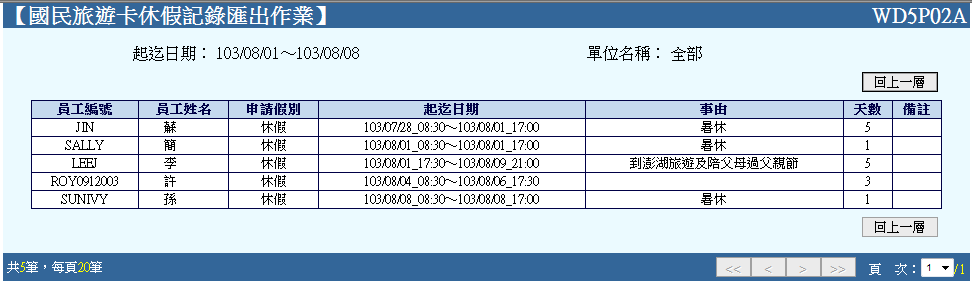 【國民旅遊卡休假記錄匯出作業】 WD5P02A
起迄日期： 103/08/01～103/08/08 單位名稱： 全部
回上一層
員工編號 員工姓名 申請假別 起迄日期 事由 天數 備註
JIN 蘇 休假 103/07/28_08:30～103/08/01_17:00 暑休 5
SALLY 簡 休假 103/08/01_08:30～103/08/01_17:00 暑休 1
LEEJ 李 休假 103/08/01_17:30～103/08/09_21:00 到澎湖旅遊及陪父母過父親節 5
ROY0912003 許 休假 103/08/04_08:30～103/08/06_17:30 3
SUNIVY 孫 休假 103/08/08_08:30～103/08/08_17:00 暑休 1
回上一層
共5筆，每頁20筆 << < > >> 頁 次： 1 /1